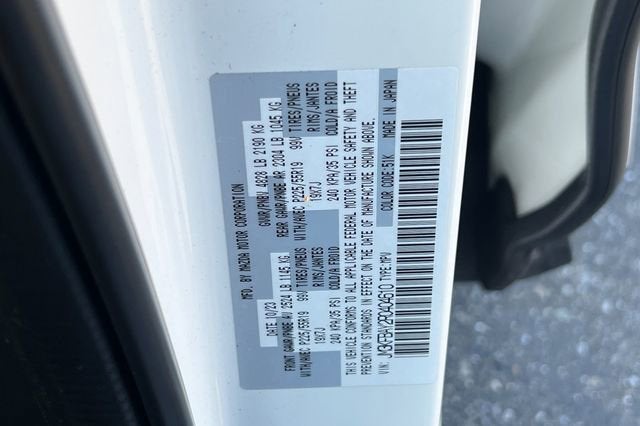 MFD. BY MAZDA MOTOR CORPORATION
DATE: 10/23 GVWR/PNBV 4828 LB 2190 KG
FRONT GAWR/PNBE AV 2524 LB 1145 KG REAR GAWR/PNBE AR 2304 LB 1045 KG
WITH/AVEC P225/55R19 99V TIRES/PNEUS WITH/AVEC P225/55R19 99V TIRES/PNEUS
19X7J RIMS/JANTES 19X7J RIMS/JANTES
240 KPA/35 PSI COLD/A FROID 240 KPA/35 PSI COLD/A FROID
THIS VEHICLE CONFORMS TO ALL APPLICABLE FEDERAL MOTOR VEHICLE SAFETY AND THEFT
PREVENTION STANDARDS IN EFFECT ON THE DATE OF MANUFACTURE SHOWN ABOVE.
VIN: TYPE:MPV COLOR CODE:51K MADE IN JAPAN